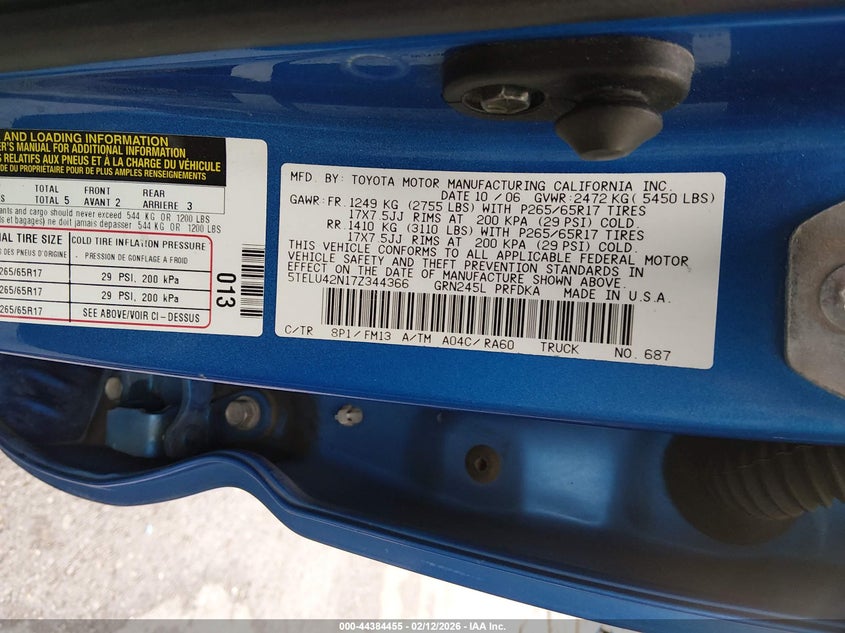 AND LOADING INFORMATION
ER'S MANUAL FOR ADDITIONAL INFORMATION
RELATIFS AUX PNEUS ET À LA CHARGE DU VÉHICULE
DE DU PROPRIÉTAIRE POUR DE PLUS AMPLES RENSEIGNEMENTS
TOTAL FRONT REAR
TOTAL 5 AVANT 2 ARRIERE 3
ants and cargo should never exceed 544 KG OR 1200 LBS
ts et bagages) ne doit jamais depasser 544 KG OR 1200 LBS
NAL TIRE SIZE COLD TIRE INFLATION PRESSURE
S DES PNEUS D'ORIGINE PRESSION DE GONFLAGE A FROID
265/65R17 29 PSI, 200 kPa
265/65R17 29 PSI, 200 kPa
265/65R17 SEE ABOVE/VOIR CI-DESSUS
013
MFD. BY: TOYOTA MOTOR MANUFACTURING CALIFORNIA INC.
DATE 10 / 06 GVWR: 2472 KG( 5450 LBS)
GAWR: FR. 1249 KG (2755 LBS) WITH P265/65R17 TIRES
17X7.5JJ RIMS AT 200 KPA (29 PSI) COLD.
RR. 1410 KG (3110 LBS) WITH P265/65R17 TIRES
17X7.5JJ RIMS AT 200 KPA (29 PSI) COLD.
THIS VEHICLE CONFORMS TO ALL APPLICABLE FEDERAL MOTOR
VEHICLE SAFETY AND THEFT PREVENTION STANDARDS IN
EFFECT ON THE DATE OF MANUFACTURE SHOWN ABOVE.
5TELU42N17Z344366 GRN245L PRFDKA MADE IN U.S.A.
C/TR 8P1/FM13 A/TM A04C/RA60 TRUCK NO. 687
000-44384455 - 02/12/2026 - IAA Inc.